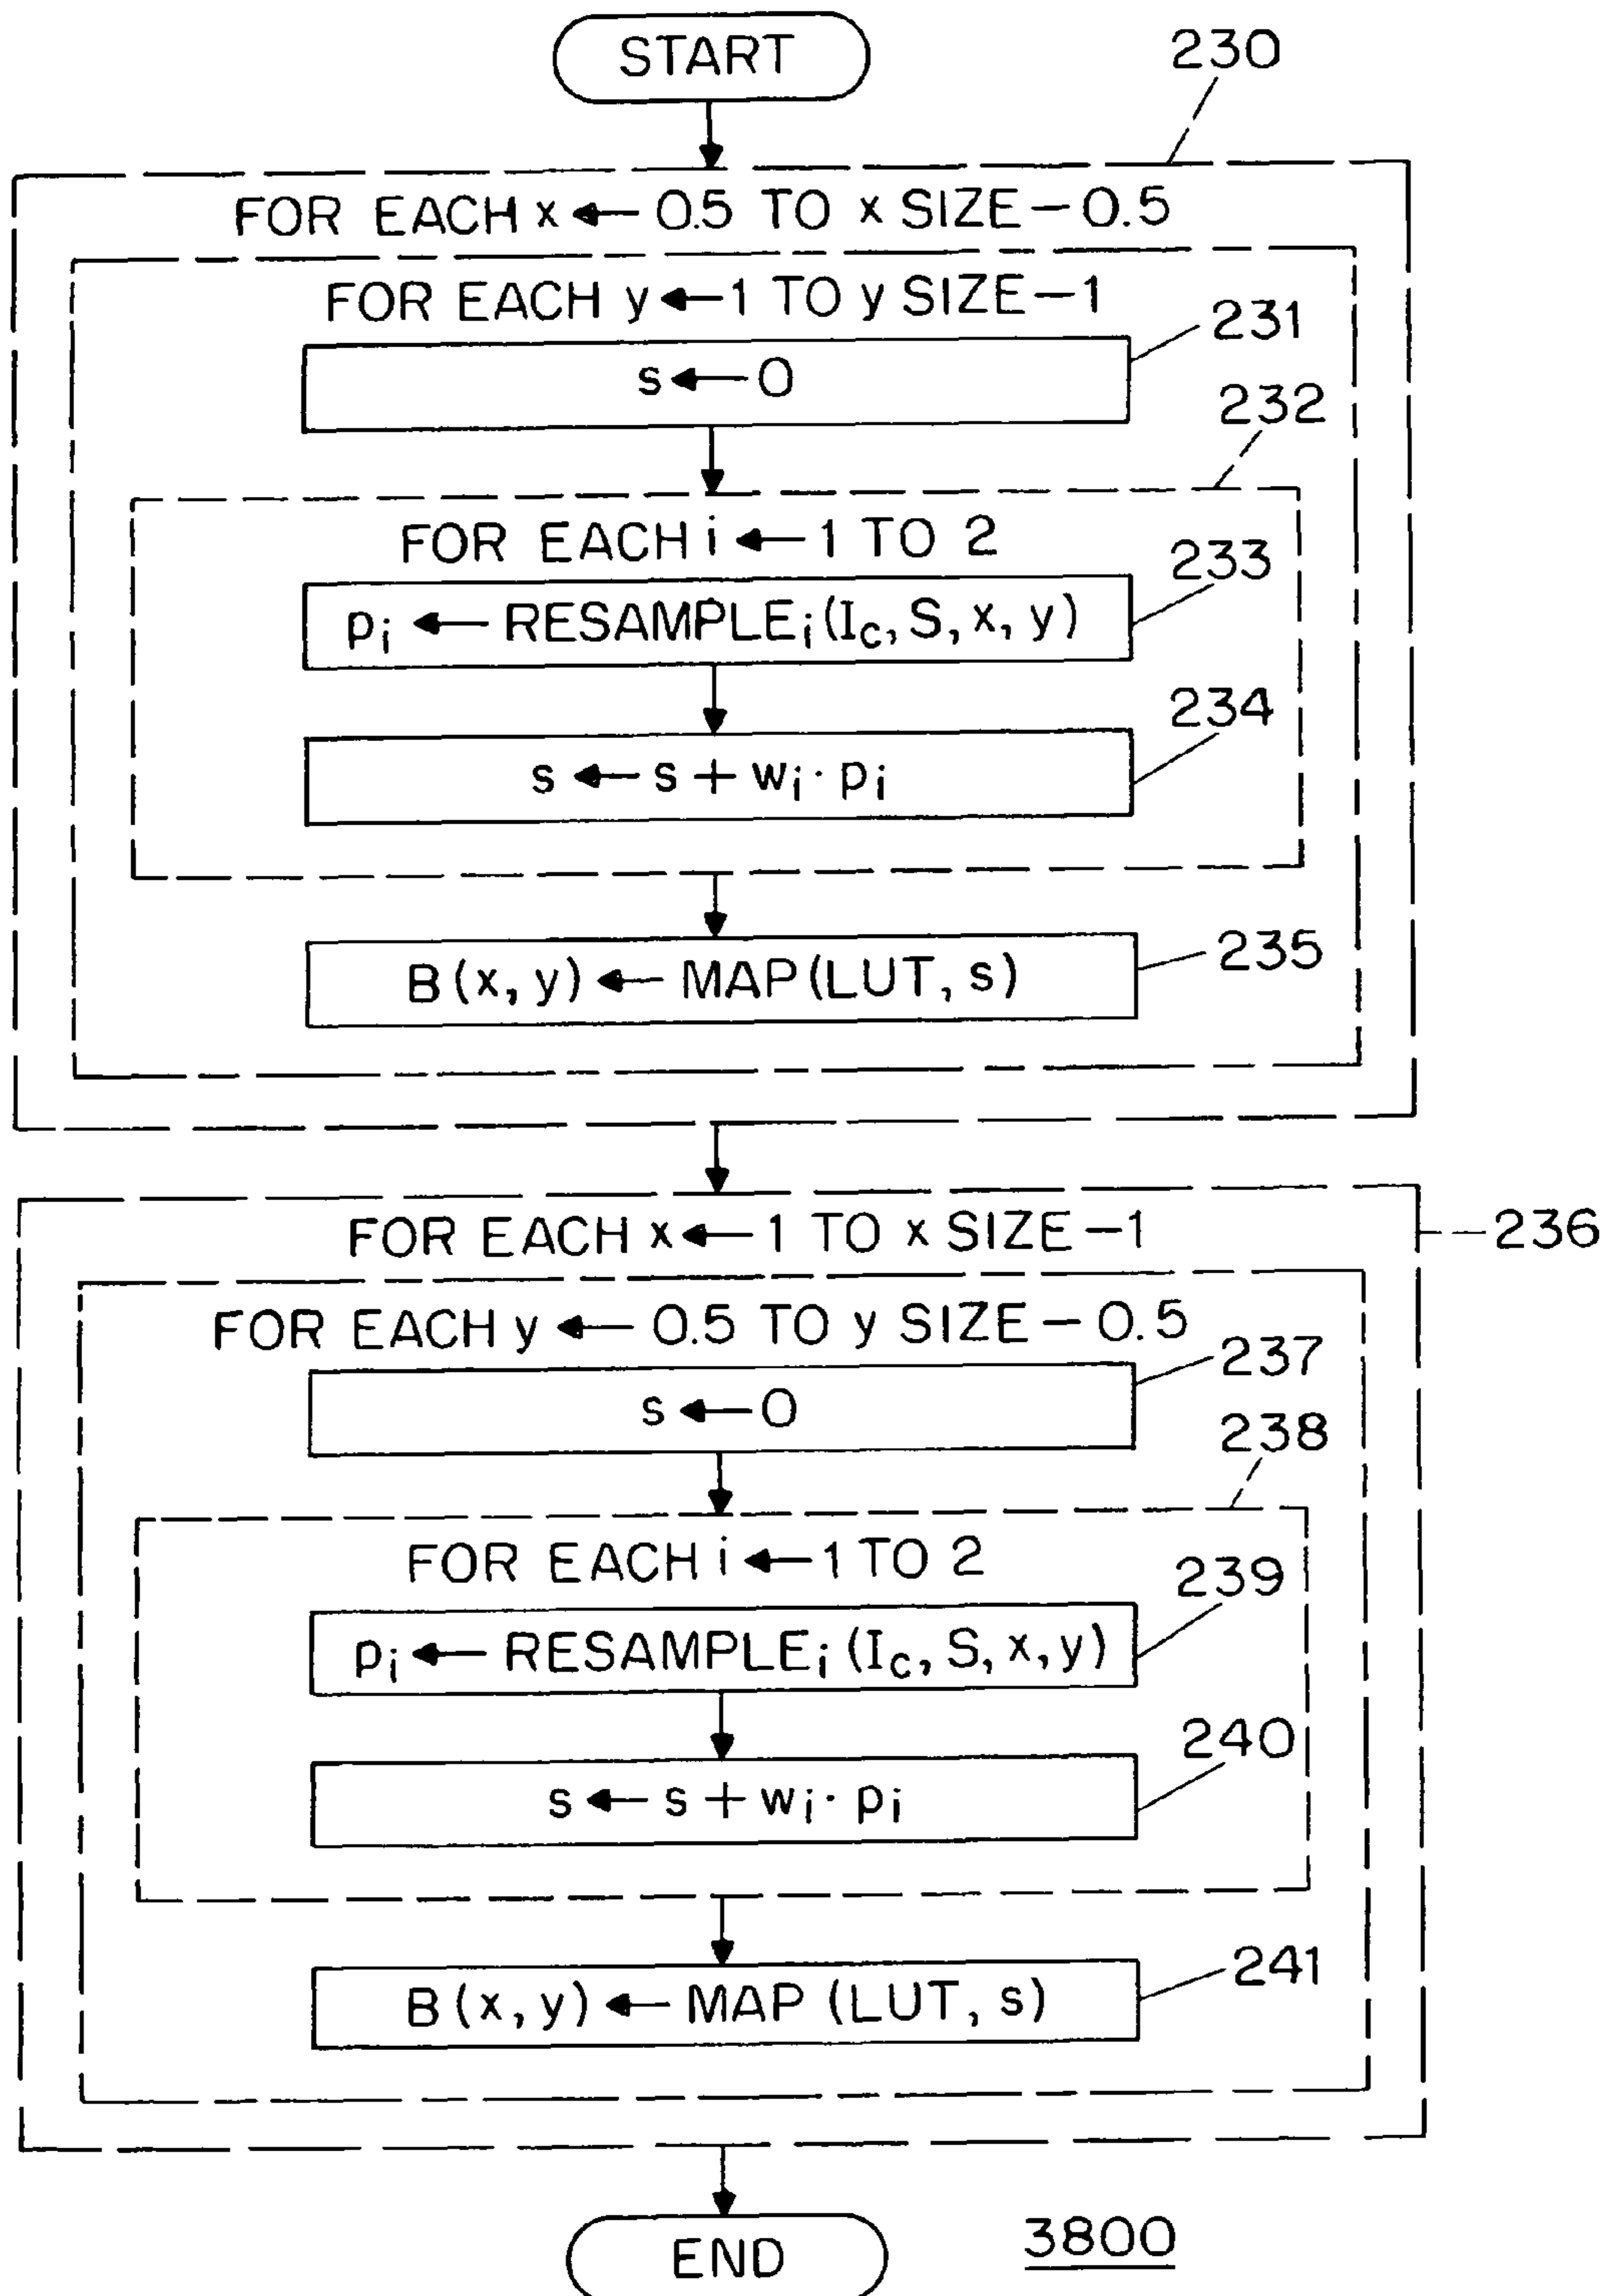 START
230
FOR EACH x ← 0.5 TO x SIZE – 0.5
FOR EACH y ← 1 TO y SIZE – 1
231
s ← 0
232
FOR EACH i ← 1 TO 2
233
pᵢ ← RESAMPLEᵢ (I_C, S, x, y)
234
s ← s + wᵢ · pᵢ
235
B (x, y) ← MAP (LUT, s)
FOR EACH x ← 1 TO x SIZE – 1
236
FOR EACH y ← 0.5 TO y SIZE – 0.5
237
s ← 0
238
FOR EACH i ← 1 TO 2
239
pᵢ ← RESAMPLEᵢ (I_C, S, x, y)
240
s ← s + wᵢ · pᵢ
241
B (x, y) ← MAP (LUT, s)
END
3800